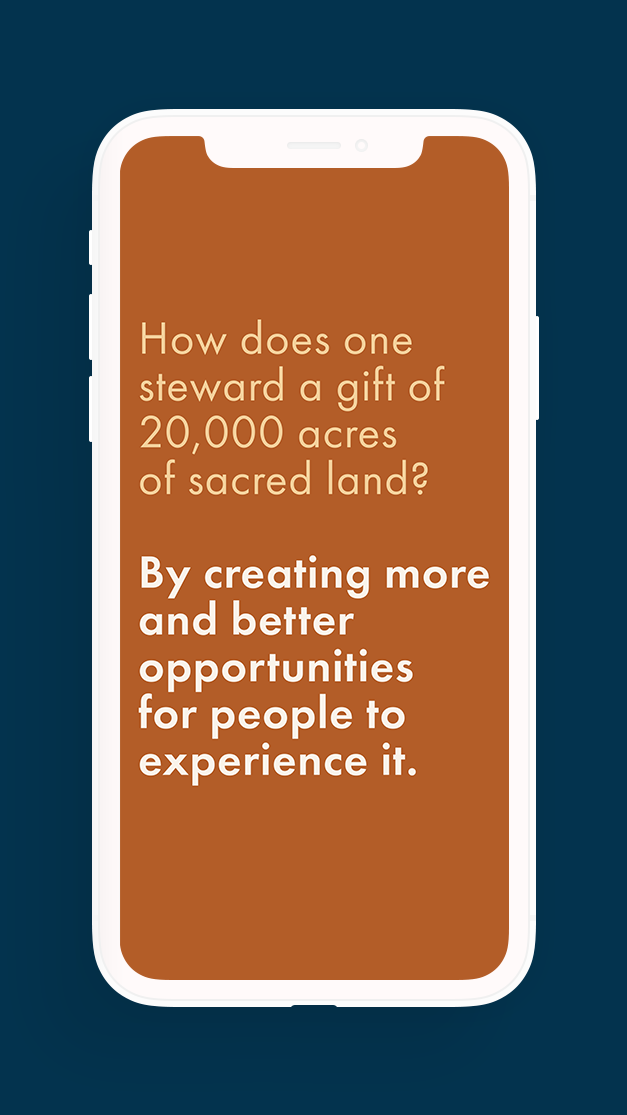 How does one
steward a gift of
20,000 acres
of sacred land?
By creating more
and better
opportunities
for people to
experience it.